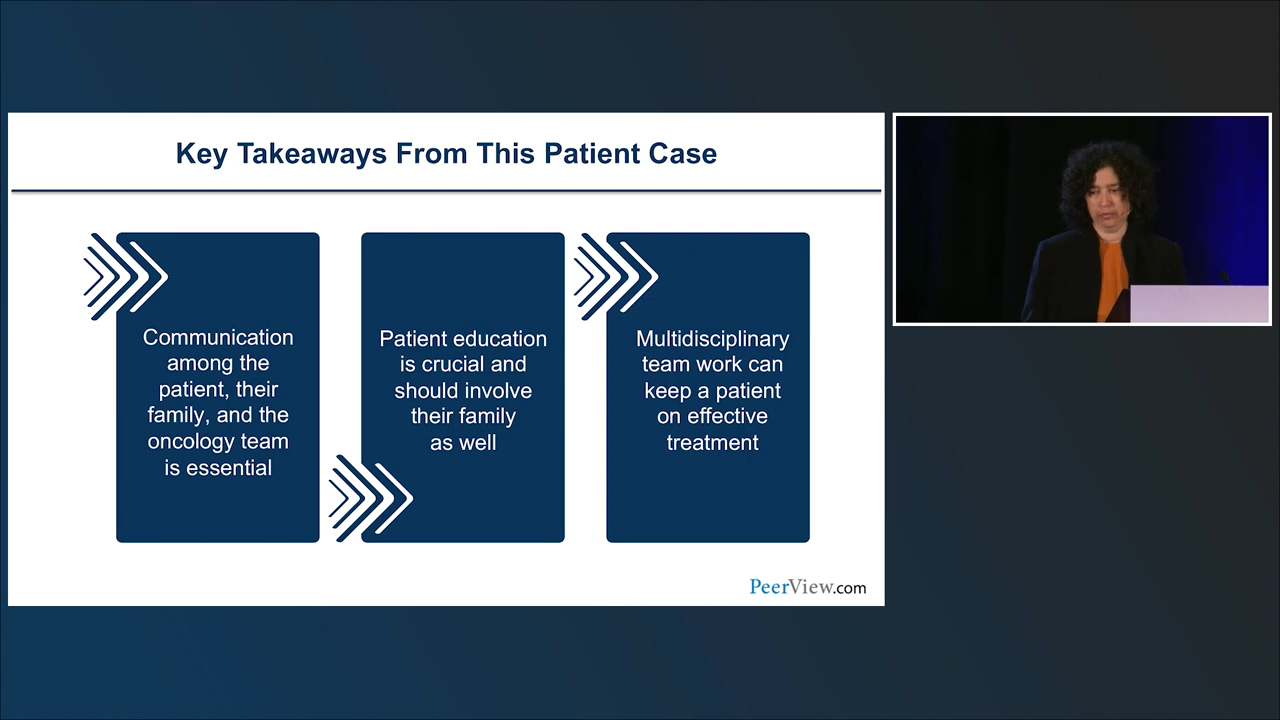 Key Takeaways From This Patient Case
Communication
among the
patient, their
family, and the
oncology team
is essential
Patient education
is crucial and
should involve
their family
as well
Multidisciplinary
team work can
keep a patient
on effective
treatment
PeerView.com